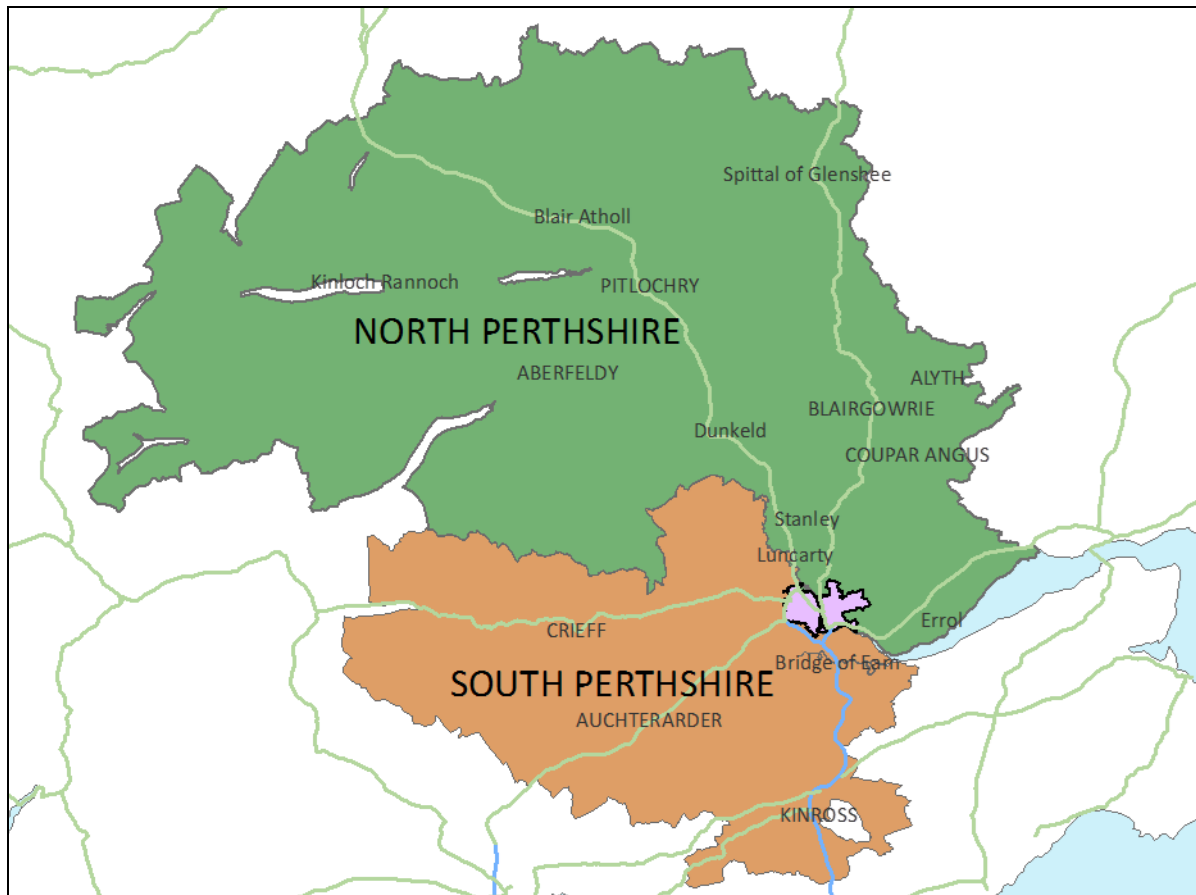 Spittal of Glenshee
Blair Atholl
Kinloch Rannoch
PITLOCHRY
NORTH PERTHSHIRE
ABERFELDY
ALYTH
BLAIRGOWRIE
Dunkeld
COUPAR ANGUS
Stanley
Luncarty
Errol
CRIEFF
Bridge of Earn
SOUTH PERTHSHIRE
AUCHTERARDER
KINROSS